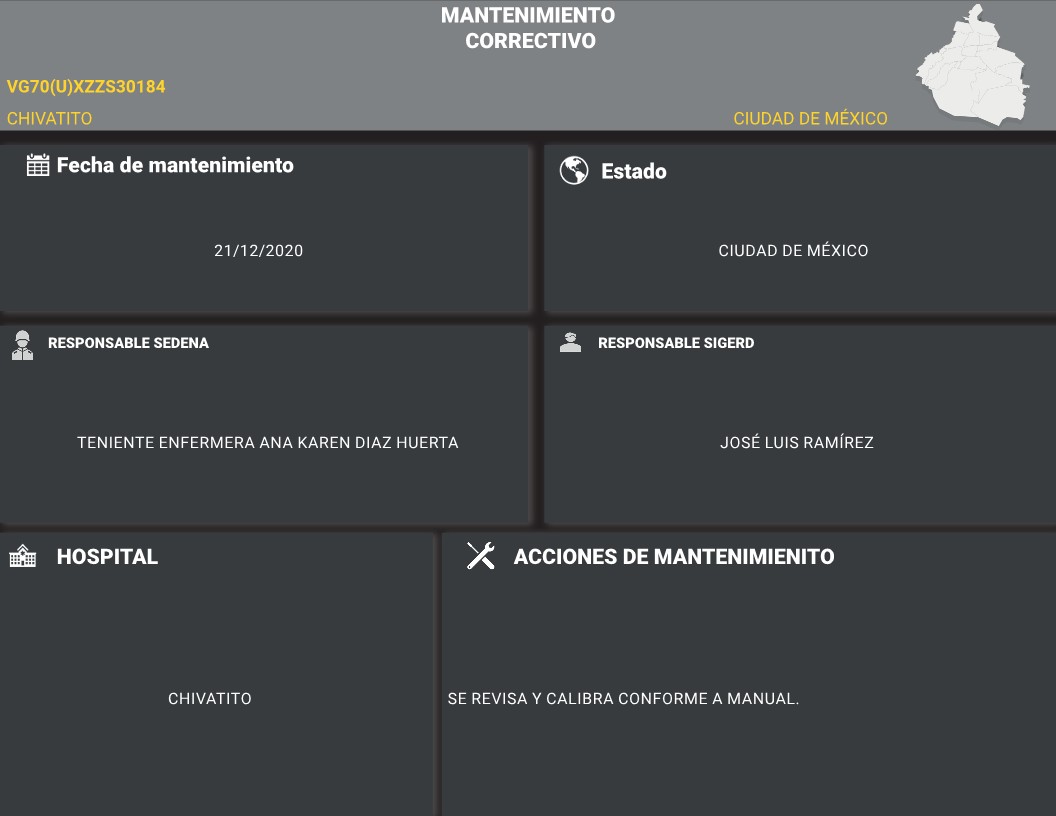 MANTENIMIENTO
CORRECTIVO
VG70(U)XZZS30184
CHIVATITO
CIUDAD DE MÉXICO
Fecha de mantenimiento
21/12/2020
Estado
CIUDAD DE MÉXICO
RESPONSABLE SEDENA
TENIENTE ENFERMERA ANA KAREN DIAZ HUERTA
RESPONSABLE SIGERD
JOSÉ LUIS RAMÍREZ
HOSPITAL
CHIVATITO
ACCIONES DE MANTENIMIENITO
SE REVISA Y CALIBRA CONFORME A MANUAL.